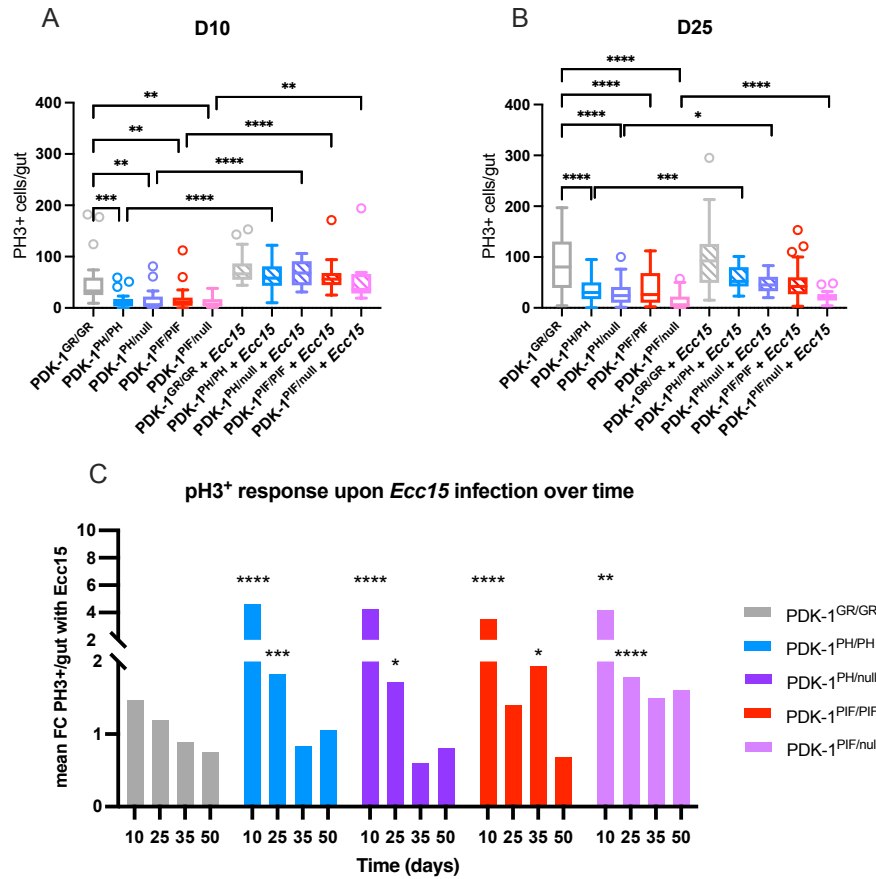 A
D10
**
**
**
****
**
****
***
****
PH3+ cells/gut
400
300
200
100
0
PDK-1GR/GR
PDK-1PH/PH
PDK-1PH/null
PDK-1PIF/PIF
PDK-1PIF/null
PDK-1GR/GR + Ecc15
PDK-1PH/PH + Ecc15
PDK-1PH/null + Ecc15
PDK-1PIF/PIF + Ecc15
PDK-1PIF/null + Ecc15
B
D25
****
****
****
****
*
****
***
PH3+ cells/gut
400
300
200
100
0
PDK-1GR/GR
PDK-1PH/PH
PDK-1PH/null
PDK-1PIF/PIF
PDK-1PIF/null
PDK-1GR/GR + Ecc15
PDK-1PH/PH + Ecc15
PDK-1PH/null + Ecc15
PDK-1PIF/PIF + Ecc15
PDK-1PIF/null + Ecc15
C
pH3+ response upon Ecc15 infection over time
mean FC PH3+/gut with Ecc15
10
8
6
4
2
2
1
0
**** **** **** **
*** * * ****
10 25 35 50 10 25 35 50 10 25 35 50 10 25 35 50 10 25 35 50
Time (days)
PDK-1GR/GR
PDK-1PH/PH
PDK-1PH/null
PDK-1PIF/PIF
PDK-1PIF/null